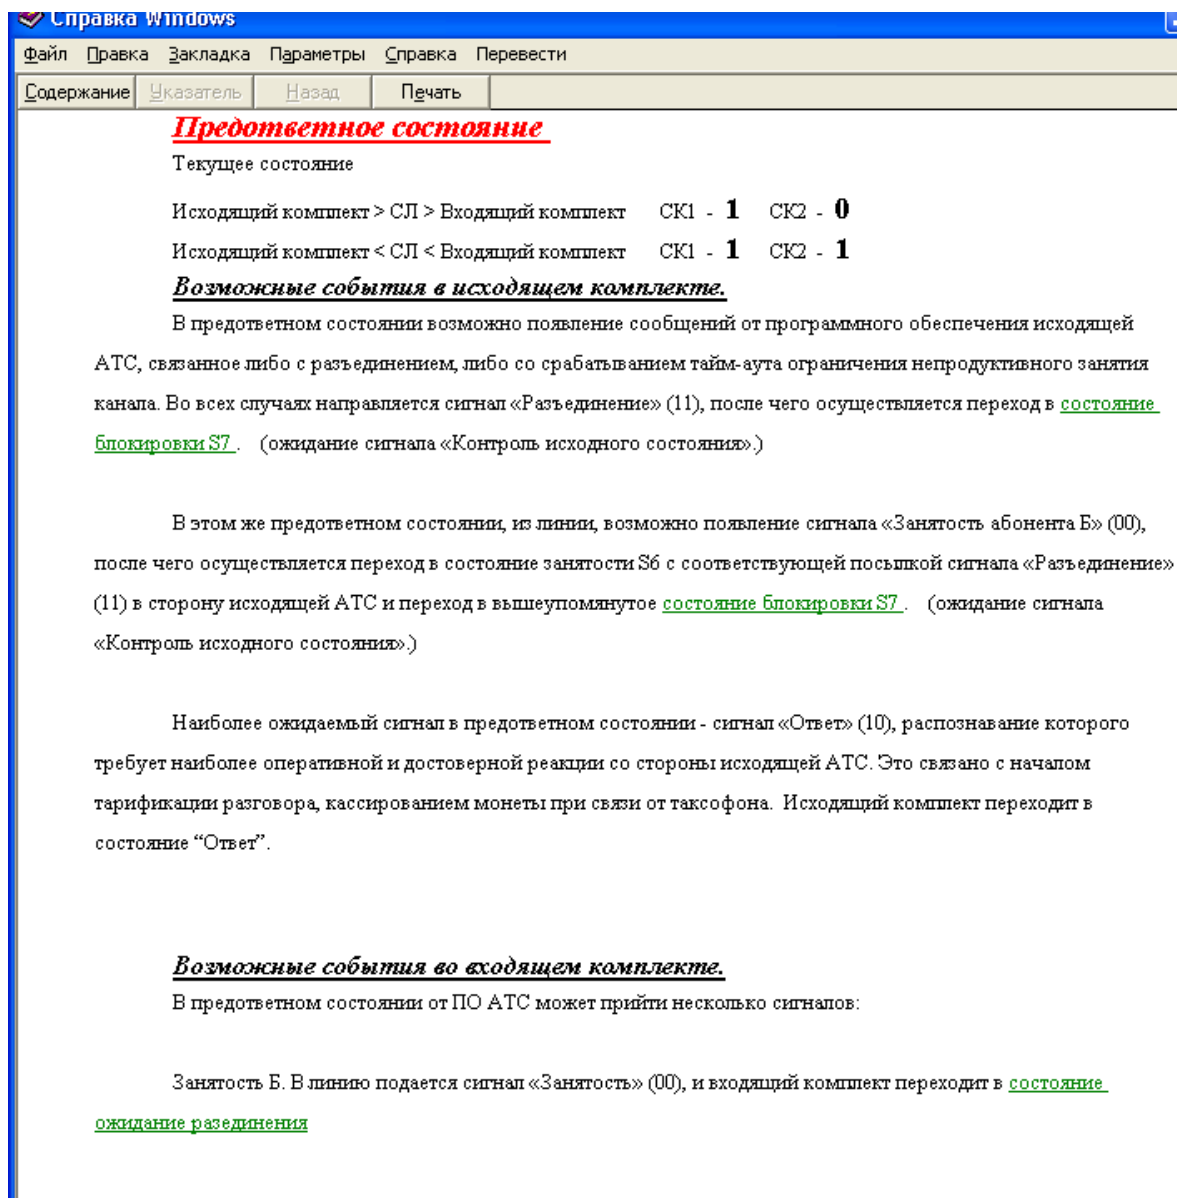 Справка Windows
Файл Правка Закладка Параметры Справка Перевести
Содержание Указатель Назад Печать
Предответное состояние
Текущее состояние
Исходящий комплект > СЛ > Входящий комплект СК1 - 1 СК2 - 0
Исходящий комплект < СЛ < Входящий комплект СК1 - 1 СК2 - 1
Возможные события в исходящем комплекте.
В предответном состоянии возможно появление сообщений от программного обеспечения исходящей
АТС, связанное либо с разъединением, либо со срабатыванием тайм-аута ограничения непродуктивного занятия
канала. Во всех случаях направляется сигнал «Разъединение» (11), после чего осуществляется переход в состояние
блокировки S7 . (ожидание сигнала «Контроль исходного состояния».)
В этом же предответном состоянии, из линии, возможно появление сигнала «Занятость абонента Б» (00),
после чего осуществляется переход в состояние занятости S6 с соответствующей посылкой сигнала «Разъединение»
(11) в сторону исходящей АТС и переход в вышеупомянутое состояние блокировки S7 . (ожидание сигнала
«Контроль исходного состояния».)
Наиболее ожидаемый сигнал в предответном состоянии - сигнал «Ответ» (10), распознавание которого
требует наиболее оперативной и достоверной реакции со стороны исходящей АТС. Это связано с началом
тарификации разговора, кассированием монеты при связи от таксофона. Исходящий комплект переходит в
состояние “Ответ”.
Возможные события во входящем комплекте.
В предответном состоянии от ПО АТС может прийти несколько сигналов:
Занятость Б. В линию подается сигнал «Занятость» (00), и входящий комплект переходит в состояние
ожидание разединения